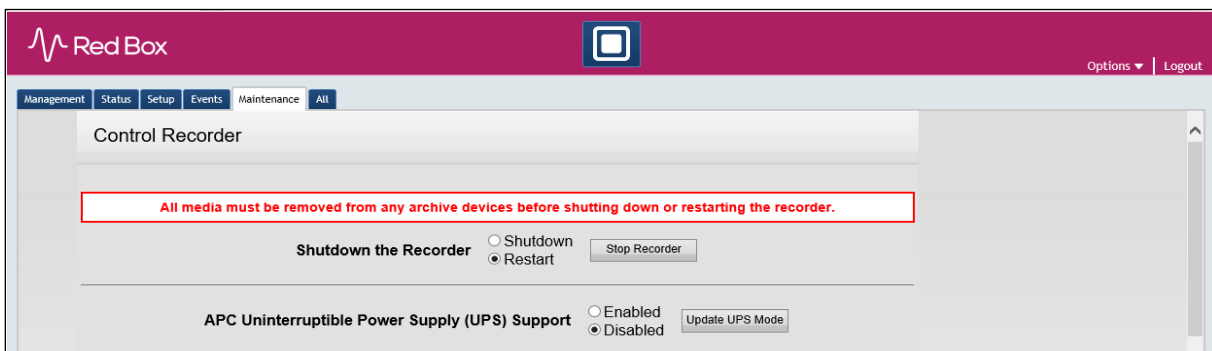 Red Box
Options Logout
Management Status Setup Events Maintenance All
Control Recorder
All media must be removed from any archive devices before shutting down or restarting the recorder.
Shutdown the Recorder
Shutdown
Restart
Stop Recorder
APC Uninterruptible Power Supply (UPS) Support
Enabled
Disabled
Update UPS Mode